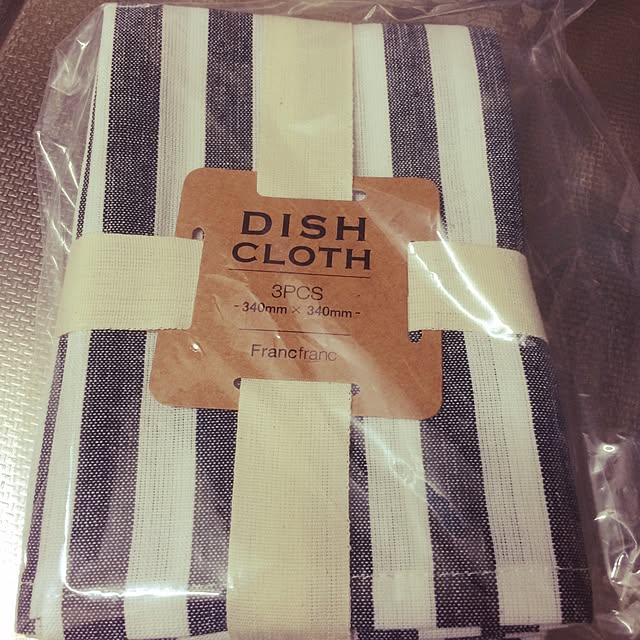 DISH
CLOTH
3PCS
- 340mm × 340mm -
Francfranc